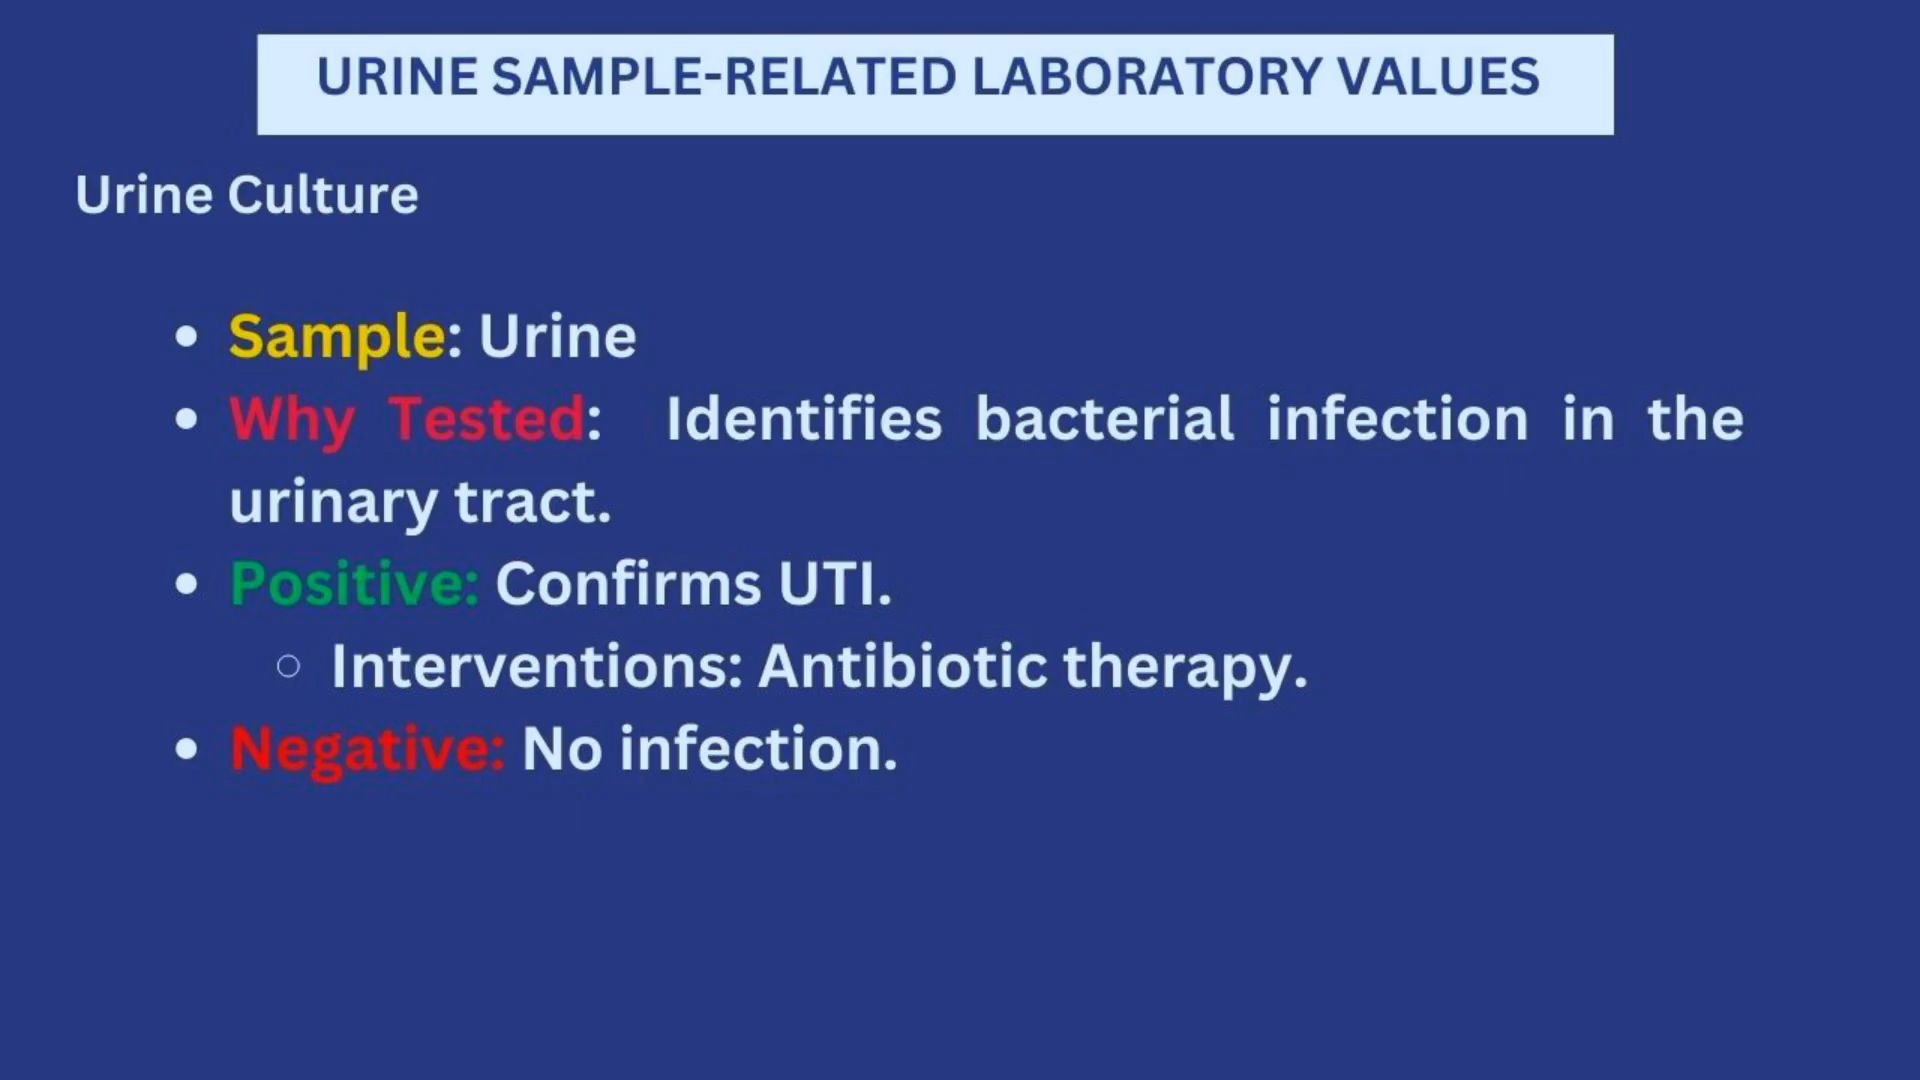 URINE SAMPLE-RELATED LABORATORY VALUES
Urine Culture
• Sample: Urine
• Why Tested: Identifies bacterial infection in the
urinary tract.
• Positive: Confirms UTI.
○ Interventions: Antibiotic therapy.
• Negative: No infection.